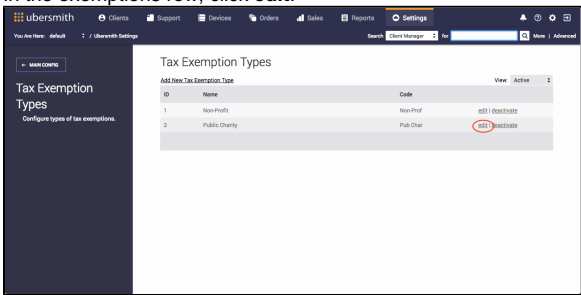 in the exemptions row, click edit.
ubersmith Clients Support Devices Orders Sales Reports Settings
You Are Here: default / Ubersmith Settings Search Client Manager for More | Advanced
← MAIN CONFIG
Tax Exemption Types
Configure types of tax exemptions.
Tax Exemption Types
Add New Tax Exemption Type View Active
ID Name Code
1 Non-Profit Non-Prof edit | deactivate
2 Public Charity Pub Char edit | deactivate